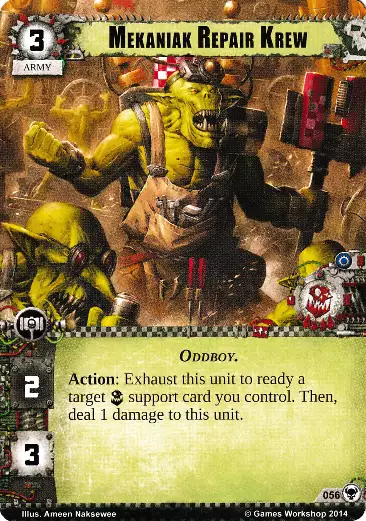 3
MEKANIAK REPAIR KREW
ARMY
ODDBOY.
2
Action: Exhaust this unit to ready a
target support card you control. Then,
deal 1 damage to this unit.
3
056
Illus. Ameen Naksewee
© Games Workshop 2014